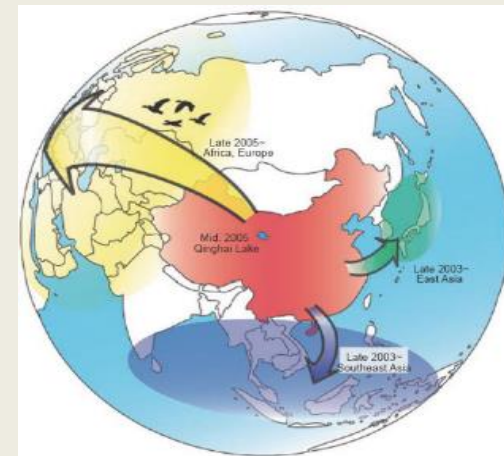 Late 2005~
Africa, Europe
Mid. 2005
Qinghai Lake
Late 2003~
East Asia
Late 2003~
Southeast Asia